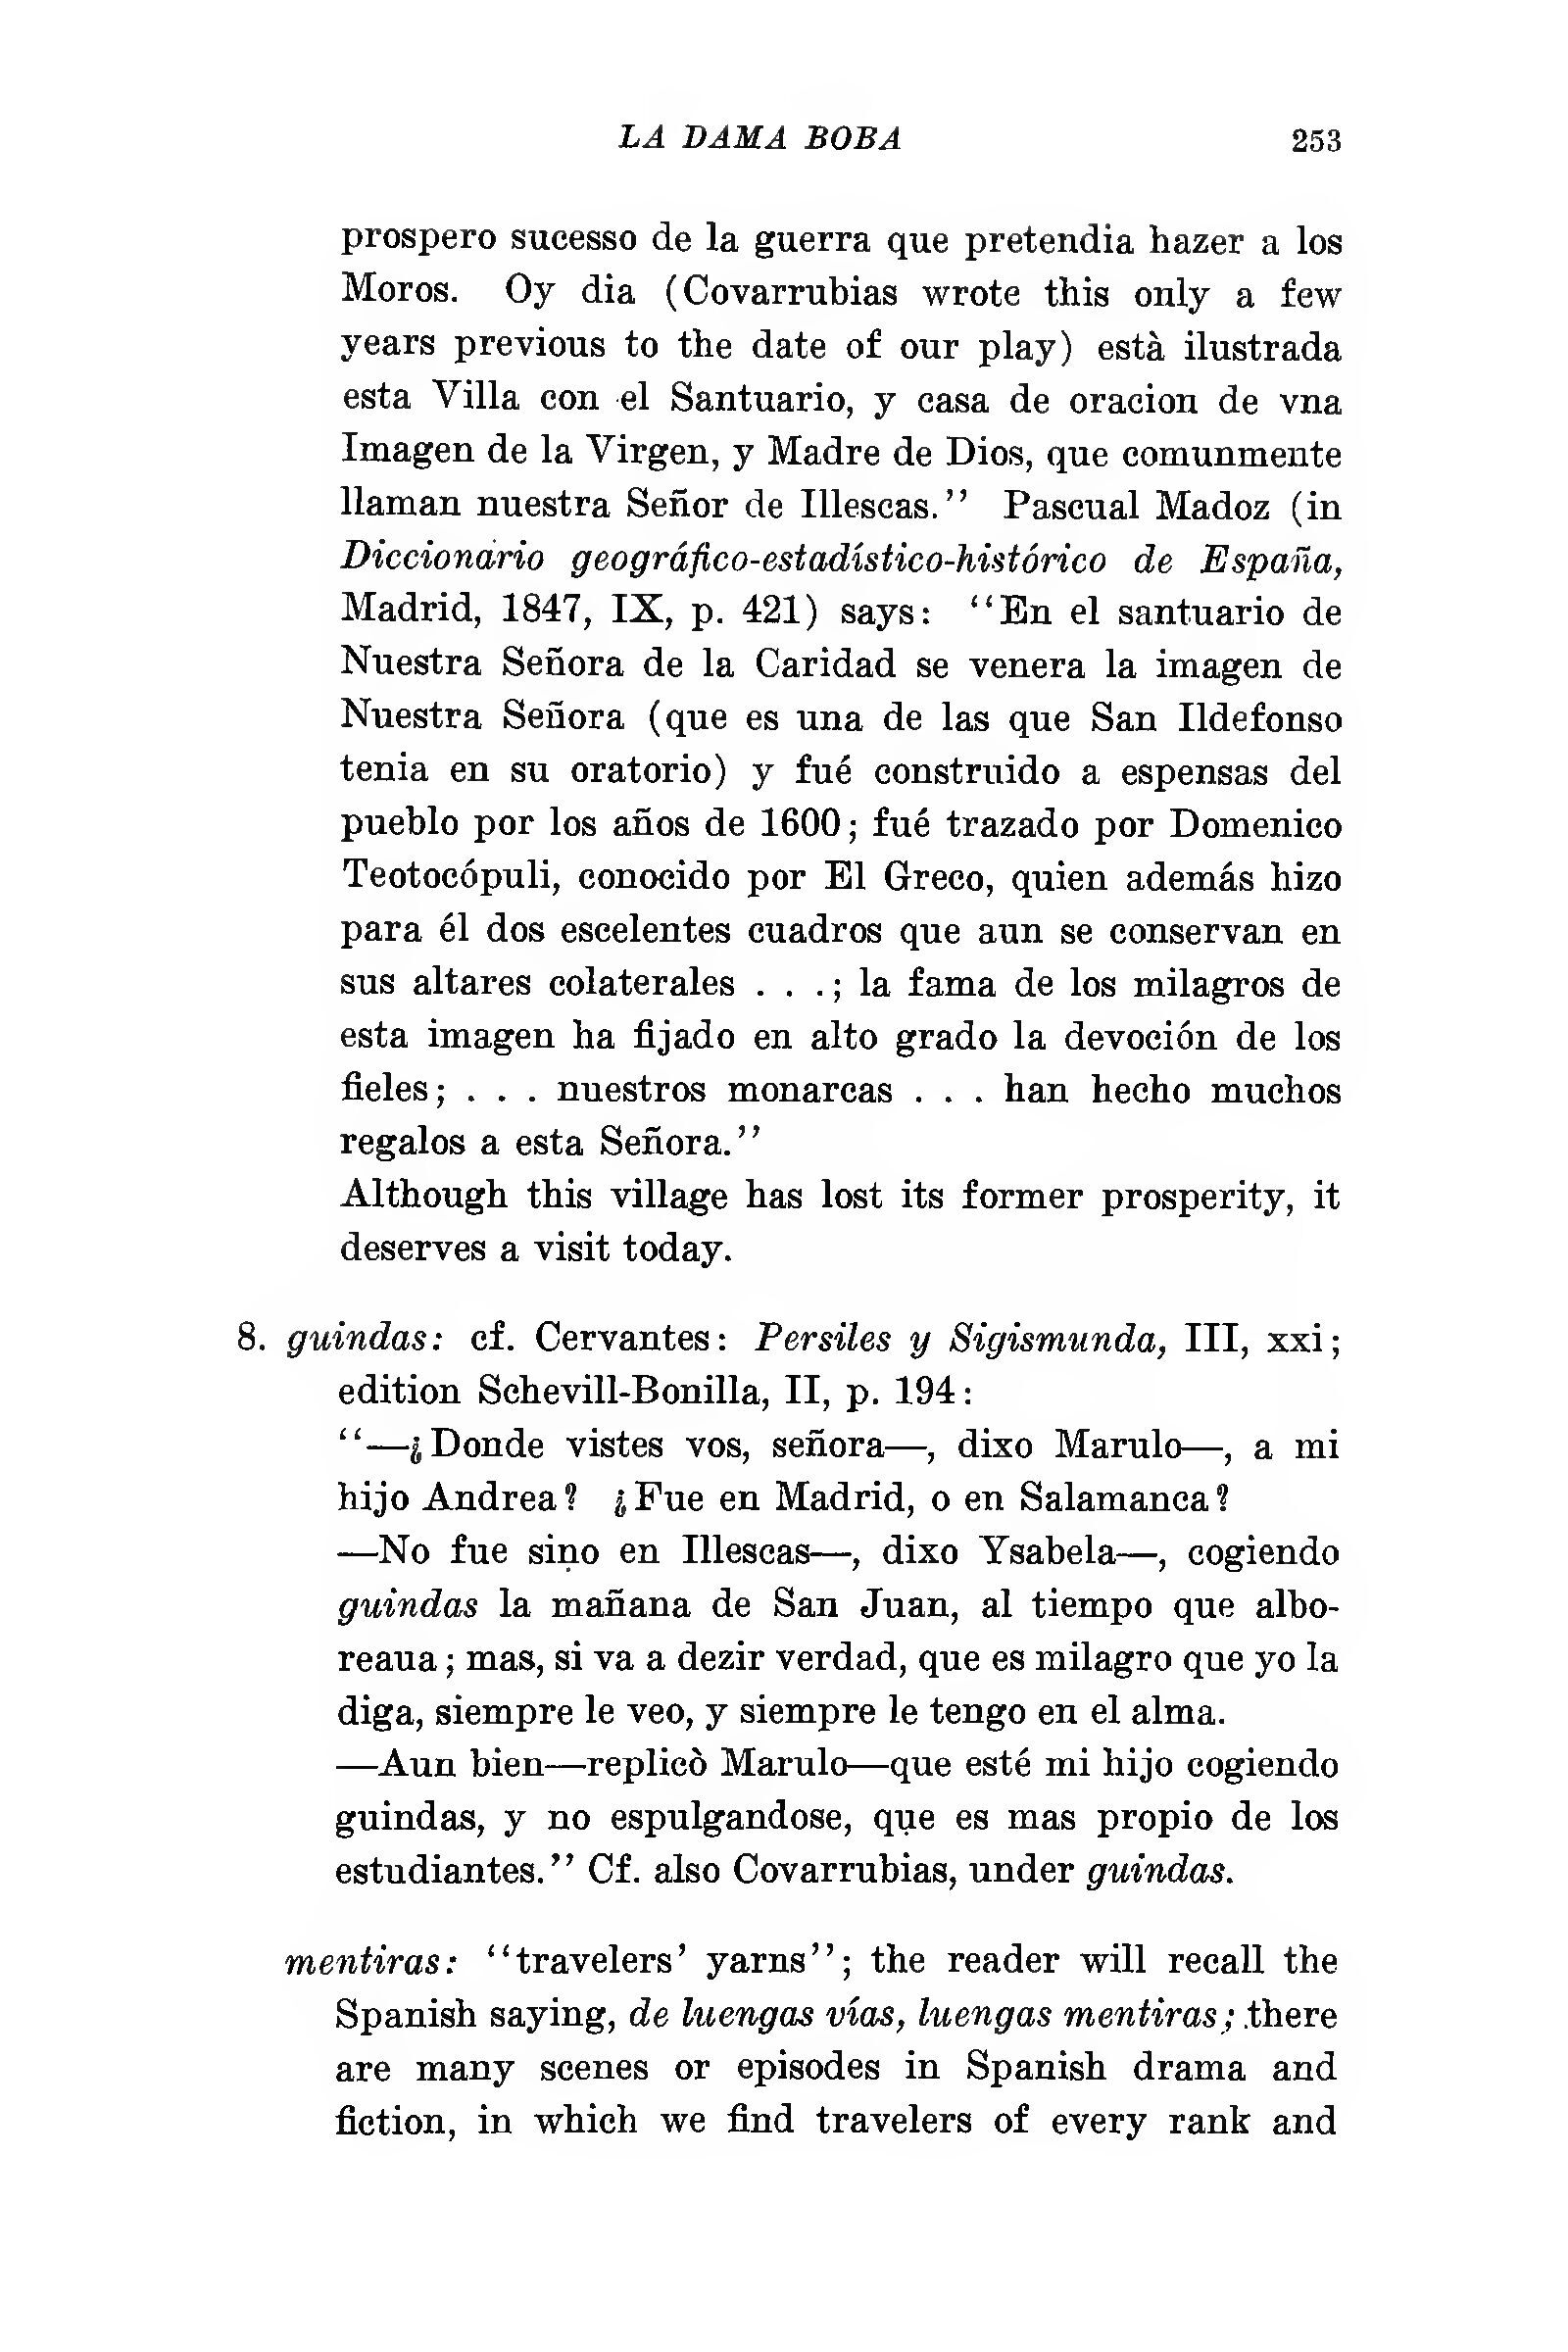 LA DAMA BOBA 253
prospero sucesso de la guerra que pretendia hazer a los
Moros. Oy dia (Covarrubias wrote this only a few
years previous to the date of our play) està ilustrada
esta Villa con el Santuario, y casa de oracion de vna
Imagen de la Virgen, y Madre de Dios, que comunmente
llaman nuestra Señor de Illescas.” Pascual Madoz (in
Diccionario geográfico-estadístico-histórico de España,
Madrid, 1847, IX, p. 421) says: “En el santuario de
Nuestra Señora de la Caridad se venera la imagen de
Nuestra Señora (que es una de las que San Ildefonso
tenia en su oratorio) y fué construido a espensas del
pueblo por los años de 1600; fué trazado por Domenico
Teotocópuli, conocido por El Greco, quien además hizo
para él dos escelentes cuadros que aun se conservan en
sus altares colaterales . . .; la fama de los milagros de
esta imagen ha fijado en alto grado la devoción de los
fieles; . . . nuestros monarcas . . . han hecho muchos
regalos a esta Señora.”
Although this village has lost its former prosperity, it
deserves a visit today.
8. guindas: cf. Cervantes: Persiles y Sigismunda, III, xxi;
edition Schevill-Bonilla, II, p. 194:
“—¿Donde vistes vos, señora—, dixo Marulo—, a mi
hijo Andrea? ¿Fue en Madrid, o en Salamanca?
—No fue sino en Illescas—, dixo Ysabela—, cogiendo
guindas la mañana de San Juan, al tiempo que albo-
reaua; mas, si va a dezir verdad, que es milagro que yo la
diga, siempre le veo, y siempre le tengo en el alma.
—Aun bien—replicò Marulo—que esté mi hijo cogiendo
guindas, y no espulgandose, que es mas propio de los
estudiantes.” Cf. also Covarrubias, under guindas.
mentiras: “travelers’ yarns”; the reader will recall the
Spanish saying, de luengas vías, luengas mentiras; there
are many scenes or episodes in Spanish drama and
fiction, in which we find travelers of every rank and